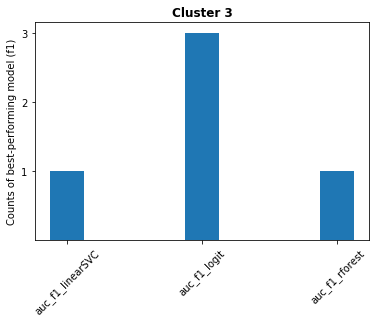 Cluster 3
Counts of best-performing model (f1)
3
2
1
auc_f1_linearSVC
auc_f1_logit
auc_f1_rforest